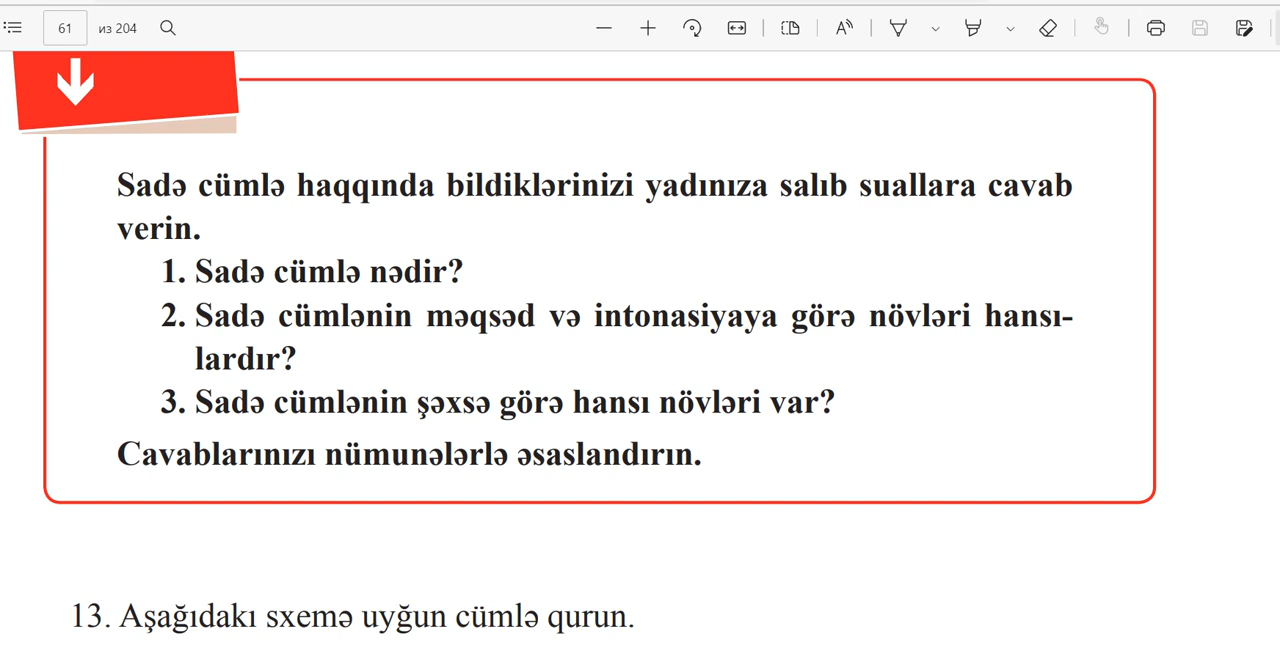 61 из 204
Sadə cümlə haqqında bildiklərinizi yadınıza salıb suallara cavab
verin.
1. Sadə cümlə nədir?
2. Sadə cümlənin məqsəd və intonasiyaya görə növləri hansı-
lardır?
3. Sadə cümlənin şəxsə görə hansı növləri var?
Cavablarınızı nümunələrlə əsaslandırın.
13. Aşağıdakı sxemə uyğun cümlə qurun.